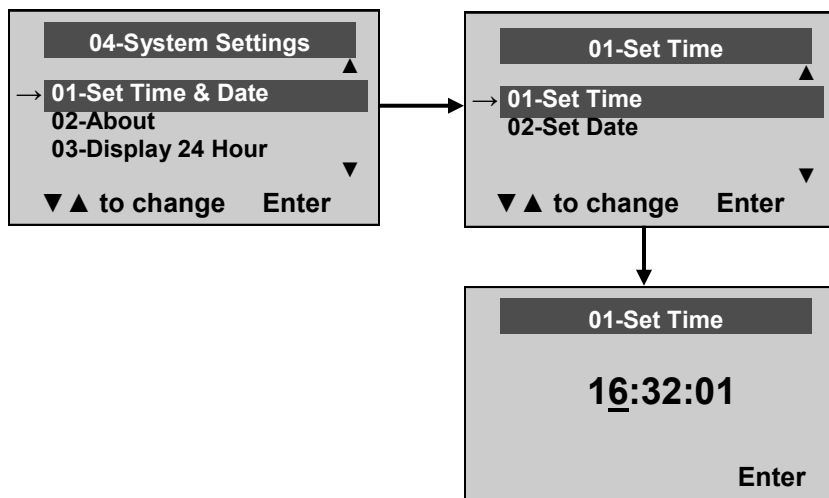 04-System Settings
▲
→ 01-Set Time & Date
02-About
03-Display 24 Hour
▼
▼▲ to change Enter
01-Set Time
▲
→ 01-Set Time
02-Set Date
▼
▼▲ to change Enter
01-Set Time
16:32:01
Enter